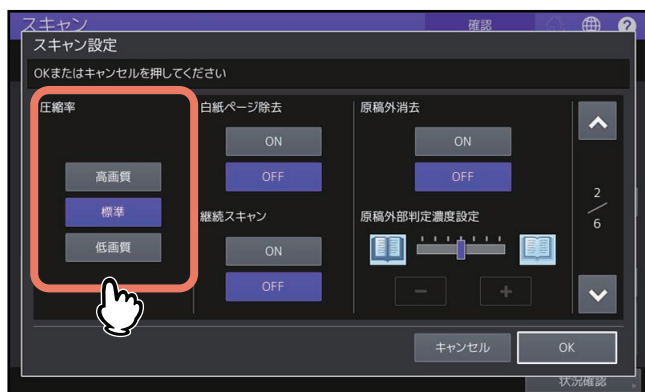 スキャン
確認
?
スキャン設定
OKまたはキャンセルを押してください
圧縮率
高画質
標準
低画質
白紙ページ除去
ON
OFF
継続スキャン
ON
OFF
原稿外消去
ON
OFF
原稿外部判定濃度設定
－
＋
2
6
キャンセル
OK
状況確認